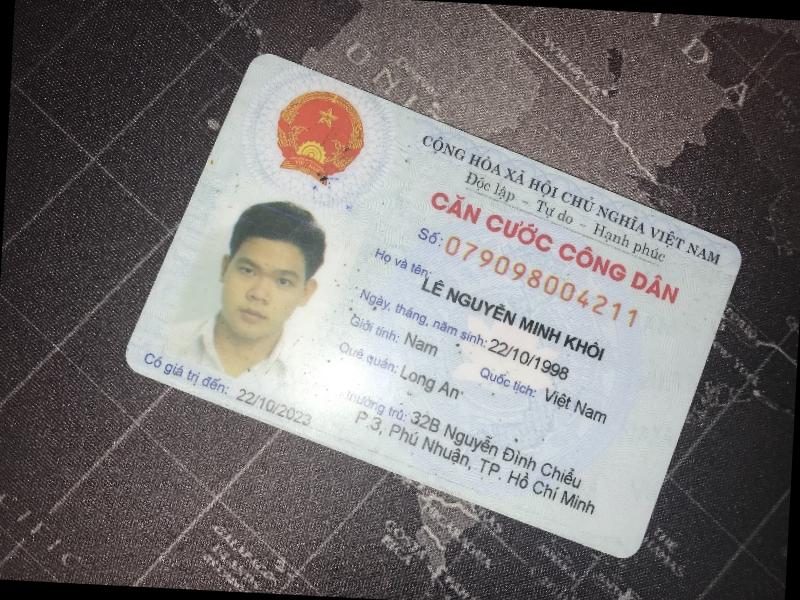 CỘNG HÒA XÃ HỘI CHỦ NGHĨA VIỆT NAM
Độc lập - Tự do - Hạnh phúc
CĂN CƯỚC CÔNG DÂN
Số: 079098004211
Họ và tên:
LÊ NGUYÊN MINH KHÔI
Ngày, tháng, năm sinh: 22/10/1998
Giới tính: Nam Quốc tịch: Việt Nam
Quê quán: Long An
thường trú: 32B Nguyễn Đình Chiểu
P.3, Phú Nhuận, TP. Hồ Chí Minh
Có giá trị đến: 22/10/2023